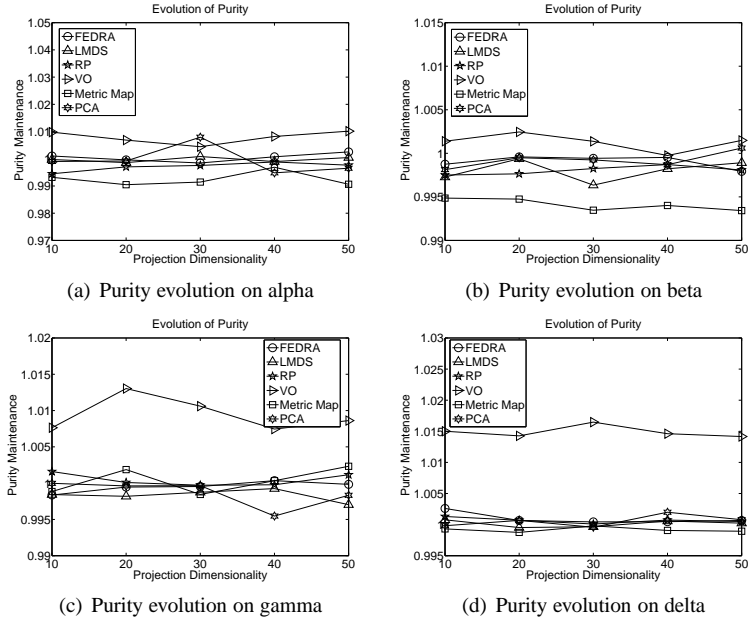 Evolution of Purity
1.05
1.04
1.03
1.02
1.01
0.99
0.98
0.97
Purity Maintenance
FEDRA
LMDS
RP
VO
Metric Map
PCA
10 20 30 40 50
Projection Dimensionality
(a) Purity evolution on alpha
Evolution of Purity
1.015
1.01
1.005
1
0.995
0.99
Purity Maintenance
FEDRA
LMDS
RP
VO
Metric Map
PCA
10 20 30 40 50
Projection Dimensionality
(b) Purity evolution on beta
Evolution of Purity
1.02
1.015
1.01
1.005
1.000
0.995
0.99
Purity Maintenance
FEDRA
LMDS
RP
VO
Metric Map
PCA
10 20 30 40 50
Projection Dimensionality
(c) Purity evolution on gamma
Evolution of Purity
1.03
1.025
1.02
1.015
1.01
1.005
1.000
0.995
Purity Maintenance
FEDRA
LMDS
RP
VO
Metric Map
PCA
10 20 30 40 50
Projection Dimensionality
(d) Purity evolution on delta